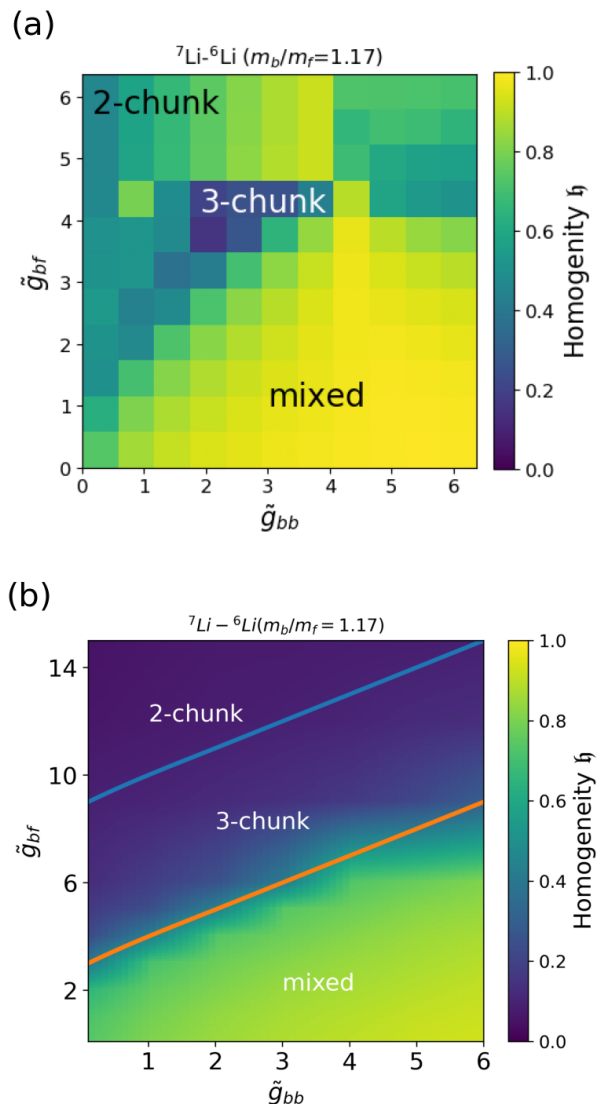 (a)
⁷Li-⁶Li (m_b/m_f=1.17)
2-chunk
3-chunk
mixed
6
5
4
3
2
1
0
g̃_bf
0 1 2 3 4 5 6
g̃_bb
1.0
0.8
0.6
0.4
0.2
0.0
Homogenity 𝔥
(b)
⁷Li − ⁶Li(m_b/m_f = 1.17)
2-chunk
3-chunk
mixed
14
10
6
2
g̃_bf
1 2 3 4 5 6
g̃_bb
1.0
0.8
0.6
0.4
0.2
0.0
Homogeneity 𝔥